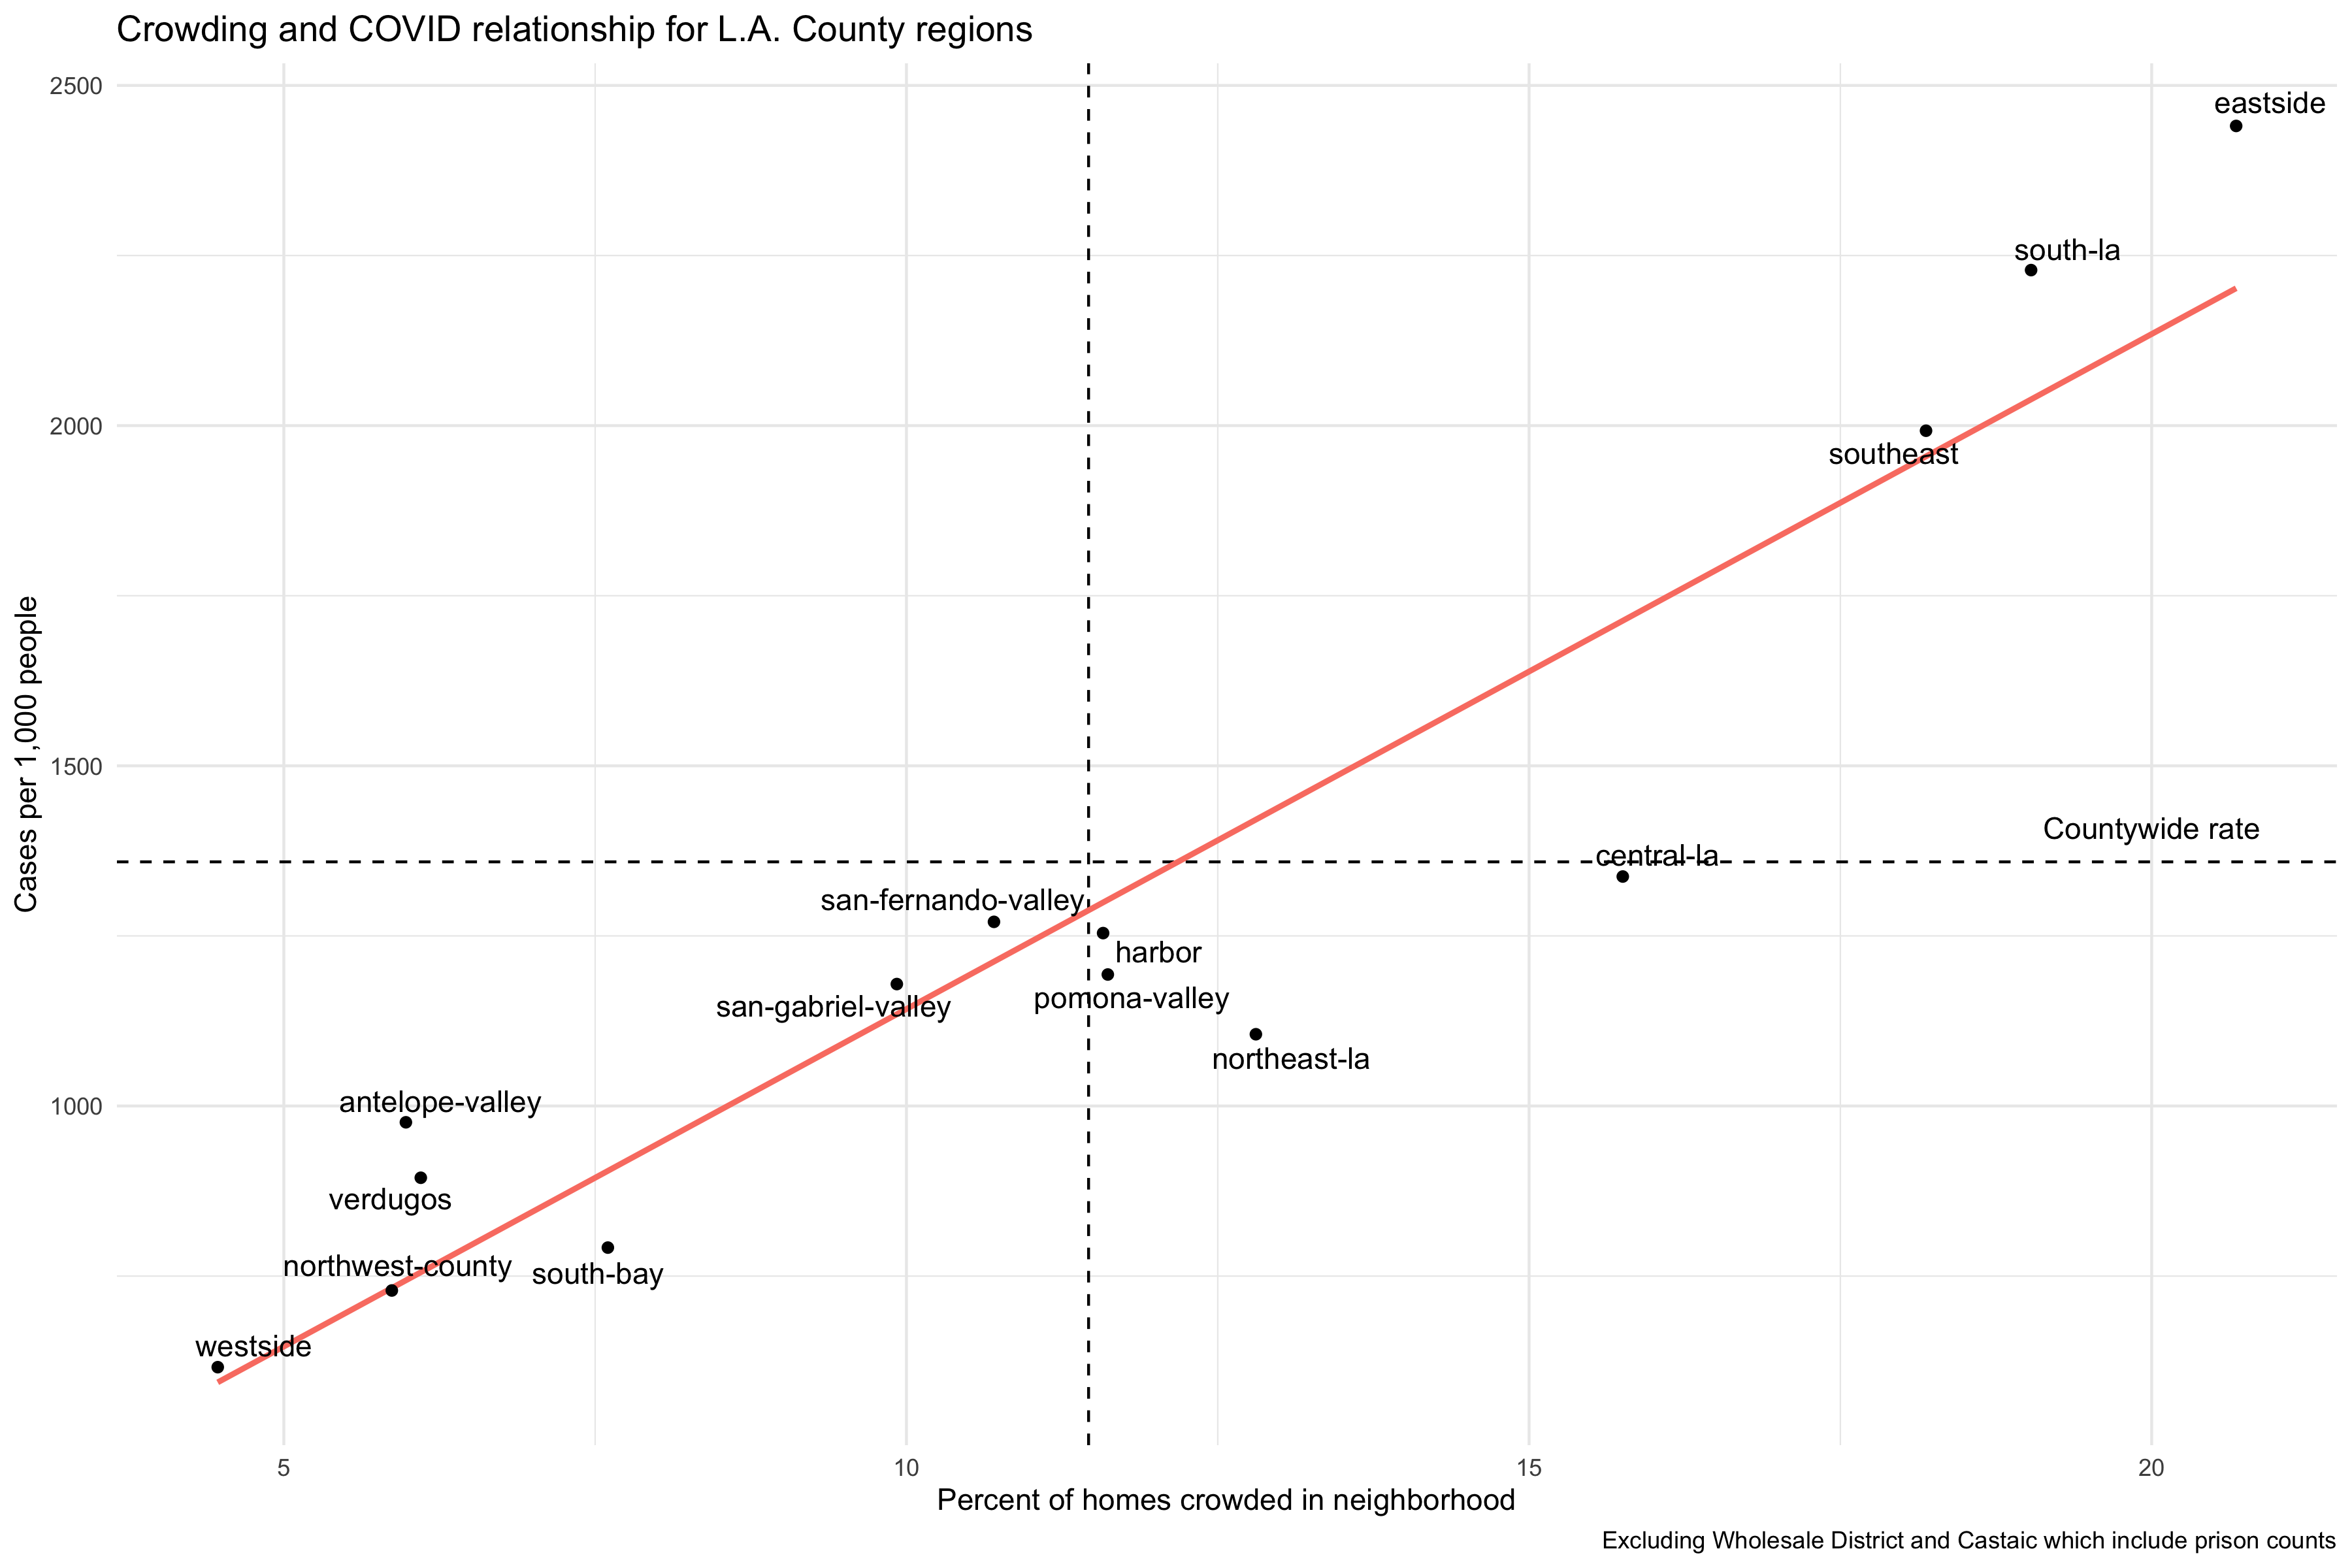 Crowding and COVID relationship for L.A. County regions
2500
eastside
south-la
2000
southeast
Cases per 1,000 people
1500
Countywide rate
central-la
san-fernando-valley
harbor
pomona-valley
san-gabriel-valley
northeast-la
1000
antelope-valley
verdugos
northwest-county
south-bay
westside
5
10
15
20
Percent of homes crowded in neighborhood
Excluding Wholesale District and Castaic which include prison counts